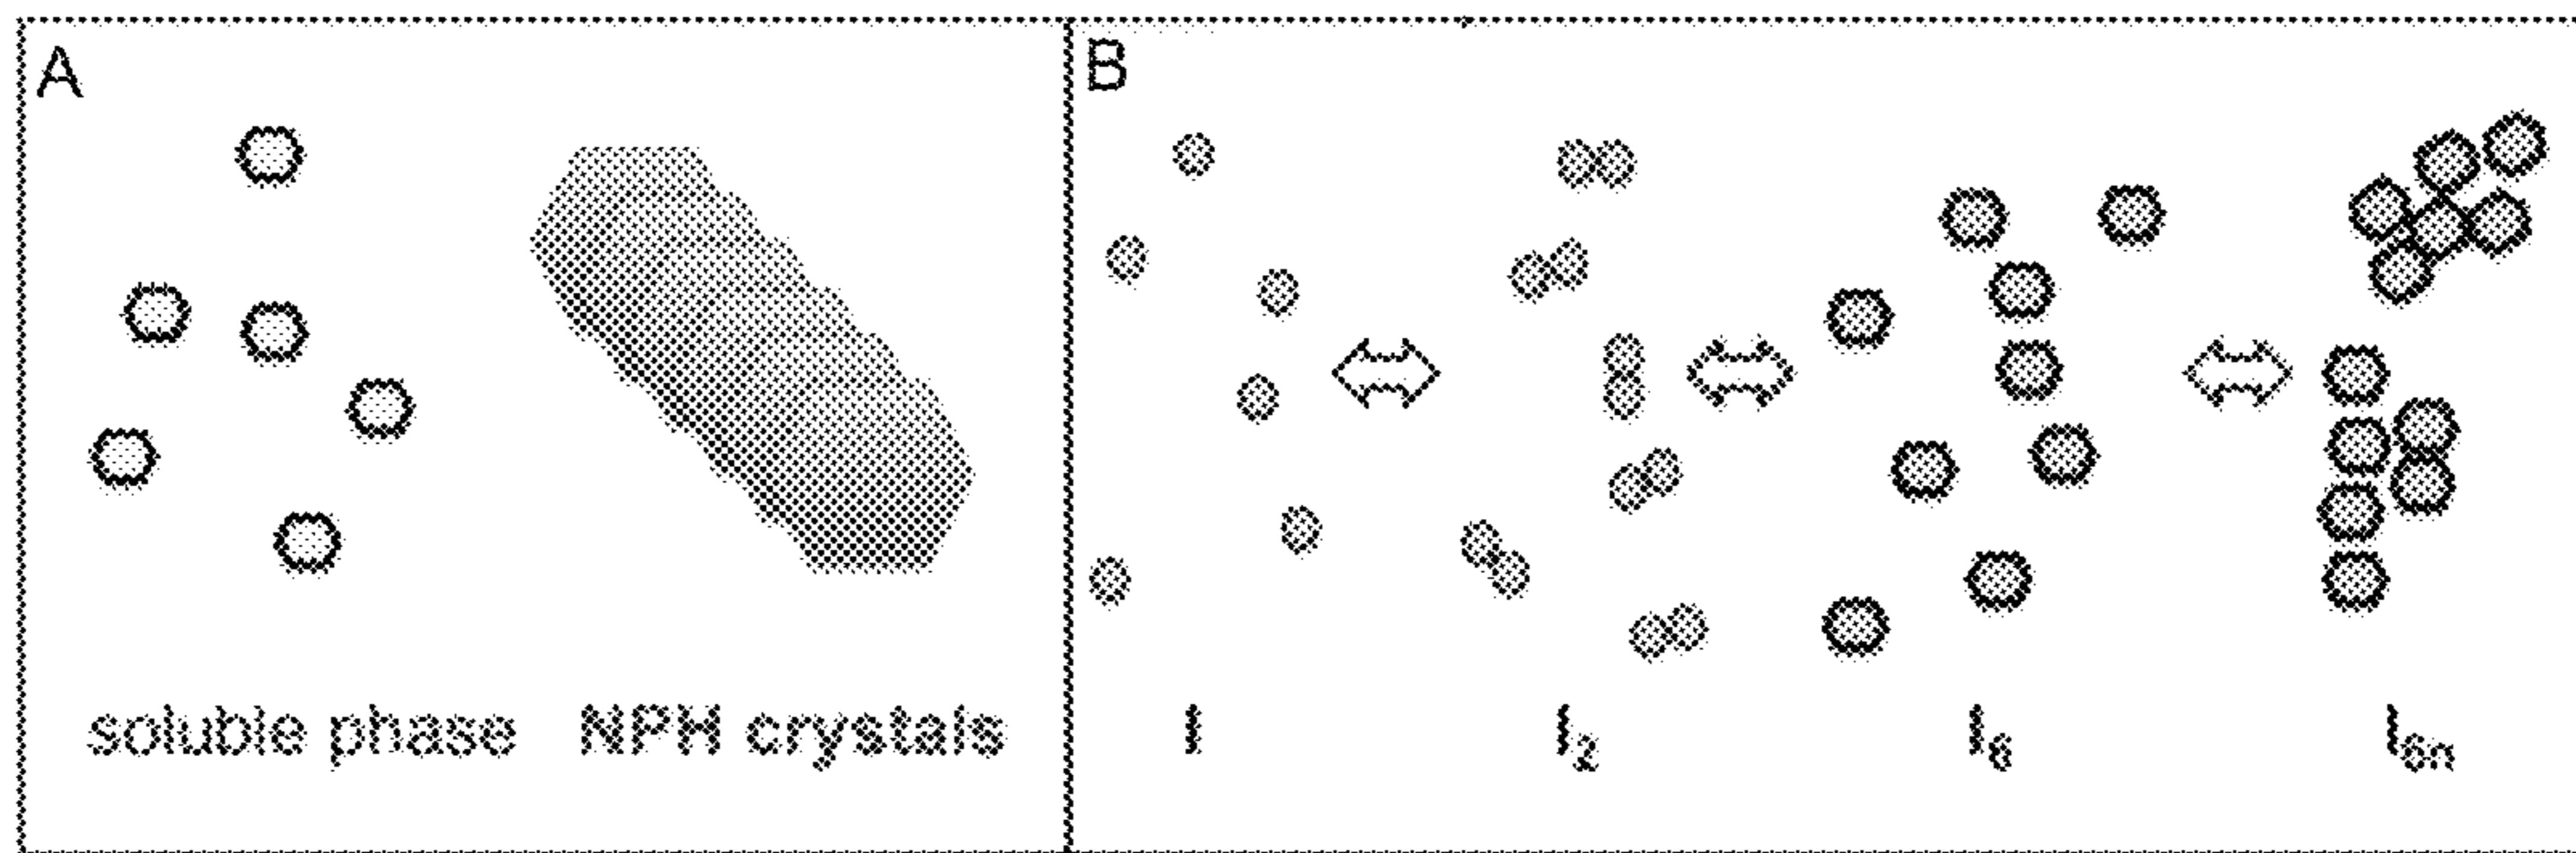 A
B
soluble phase NPH crystals
I I₂ I₆ I₆ₙ